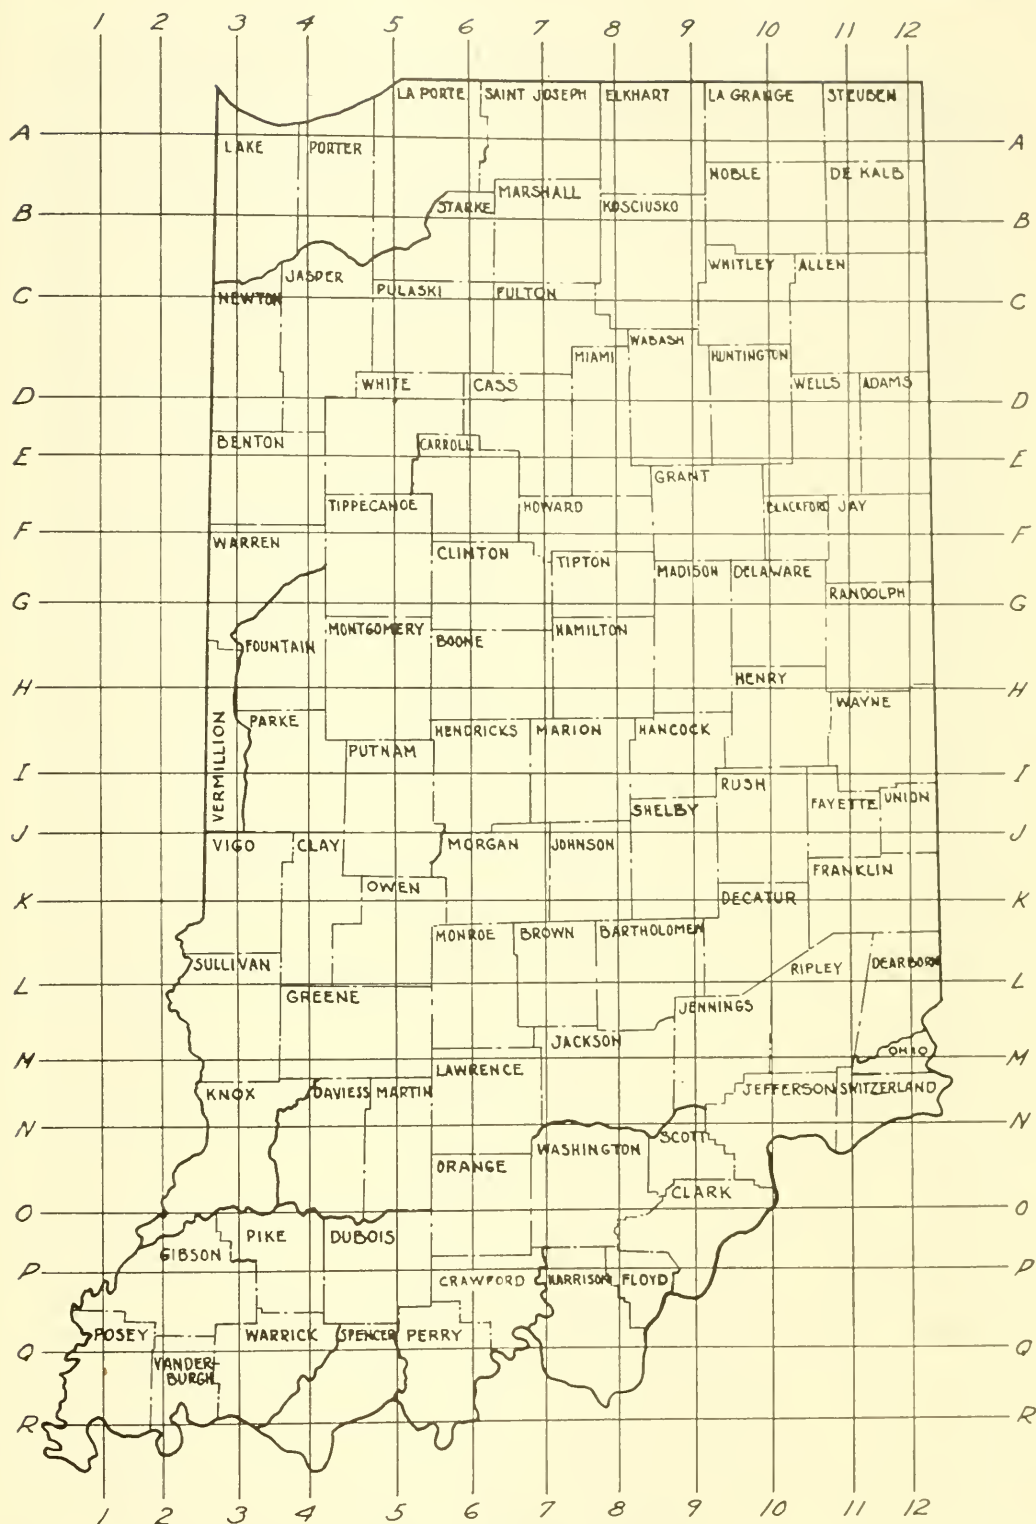 1 2 3 4 5 6 7 8 9 10 11 12
LA PORTE SAINT JOSEPH ELKHART LA GRANGE STEUBEN
A A
LAKE PORTER
NOBLE DE KALB
MARSHALL
STARKE KOSCIUSKO
B B
WHITLEY ALLEN
JASPER
PULASKI FULTON
C NEWTON C
WABASH
MIAMI HUNTINGTON
WHITE CASS WELLS ADAMS
D D
BENTON CARROLL
E E
GRANT
TIPPECANOE HOWARD BLACKFORD JAY
F F
WARREN CLINTON TIPTON
MADISON DELAWARE
RANDOLPH
G G
MONTGOMERY BOONE HAMILTON
FOUNTAIN
HENRY
H H
WAYNE
PARKE HENDRICKS MARION HANCOCK
PUTNAM
VERMILLION
I I
RUSH
FAYETTE UNION
SHELBY
J J
VIGO CLAY MORGAN JOHNSON
FRANKLIN
OWEN
DECATUR
K K
MONROE BROWN BARTHOLOMEW
SULLIVAN RIPLEY DEARBORN
L L
GREENE
JENNINGS
JACKSON
OHIO
M M
LAWRENCE
KNOX DAVIESS MARTIN JEFFERSON SWITZERLAND
N N
SCOTT
WASHINGTON
ORANGE
CLARK
O O
PIKE DUBOIS
GIBSON
P P
CRAWFORD HARRISON FLOYD
POSEY WARRICK SPENCER PERRY
Q Q
VANDER-
BURGH
R R
1 2 3 4 5 6 7 8 9 10 11 12